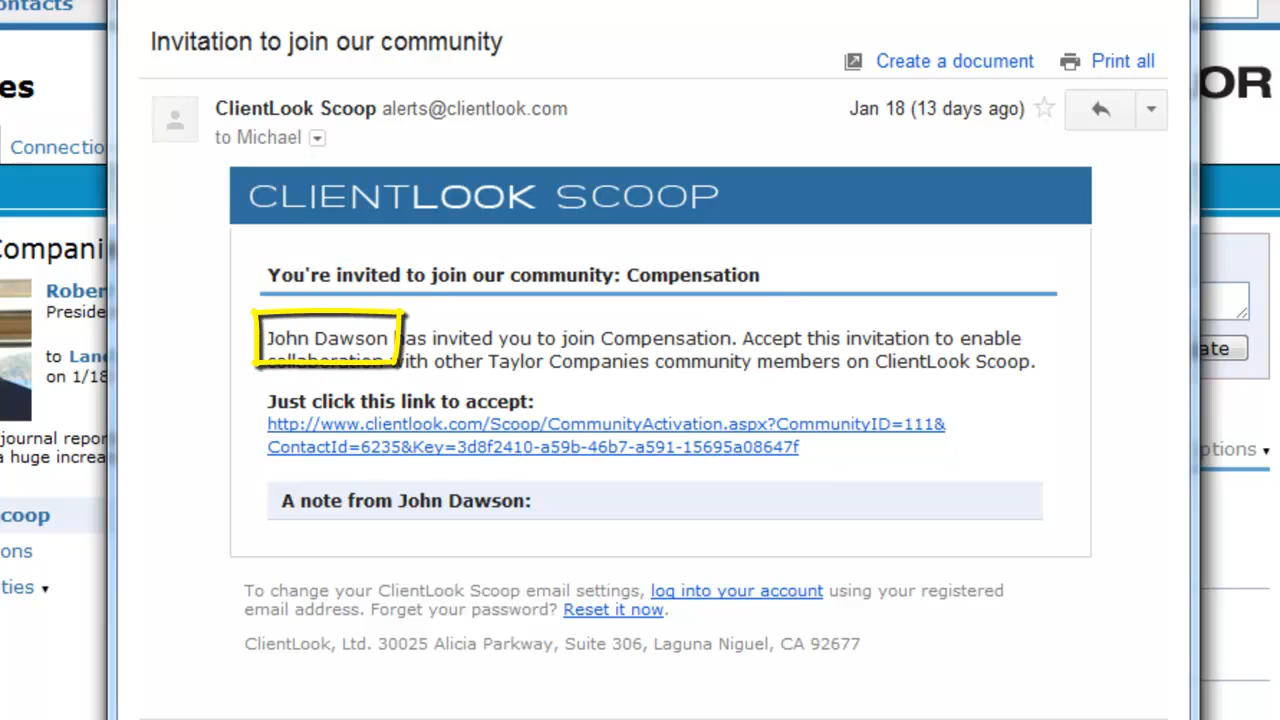 ontacts
Invitation to join our community
Create a document
Print all
es
OR
ClientLook Scoop alerts@clientlook.com
Jan 18 (13 days ago)
to Michael
Connectio
CLIENTLOOK SCOOP
Compani
You're invited to join our community: Compensation
Rober
Preside
John Dawson has invited you to join Compensation. Accept this invitation to enable
collaboration with other Taylor Companies community members on ClientLook Scoop.
to Lan
on 1/18
ate
Just click this link to accept:
http://www.clientlook.com/Scoop/CommunityActivation.aspx?CommunityID=111&
ContactId=6235&Key=3d8f2410-a59b-46b7-a591-15695a08647f
journal repor
a huge increa
ptions
A note from John Dawson:
coop
ons
ties
To change your ClientLook Scoop email settings, log into your account using your registered
email address. Forget your password? Reset it now.
ClientLook, Ltd. 30025 Alicia Parkway, Suite 306, Laguna Niguel, CA 92677